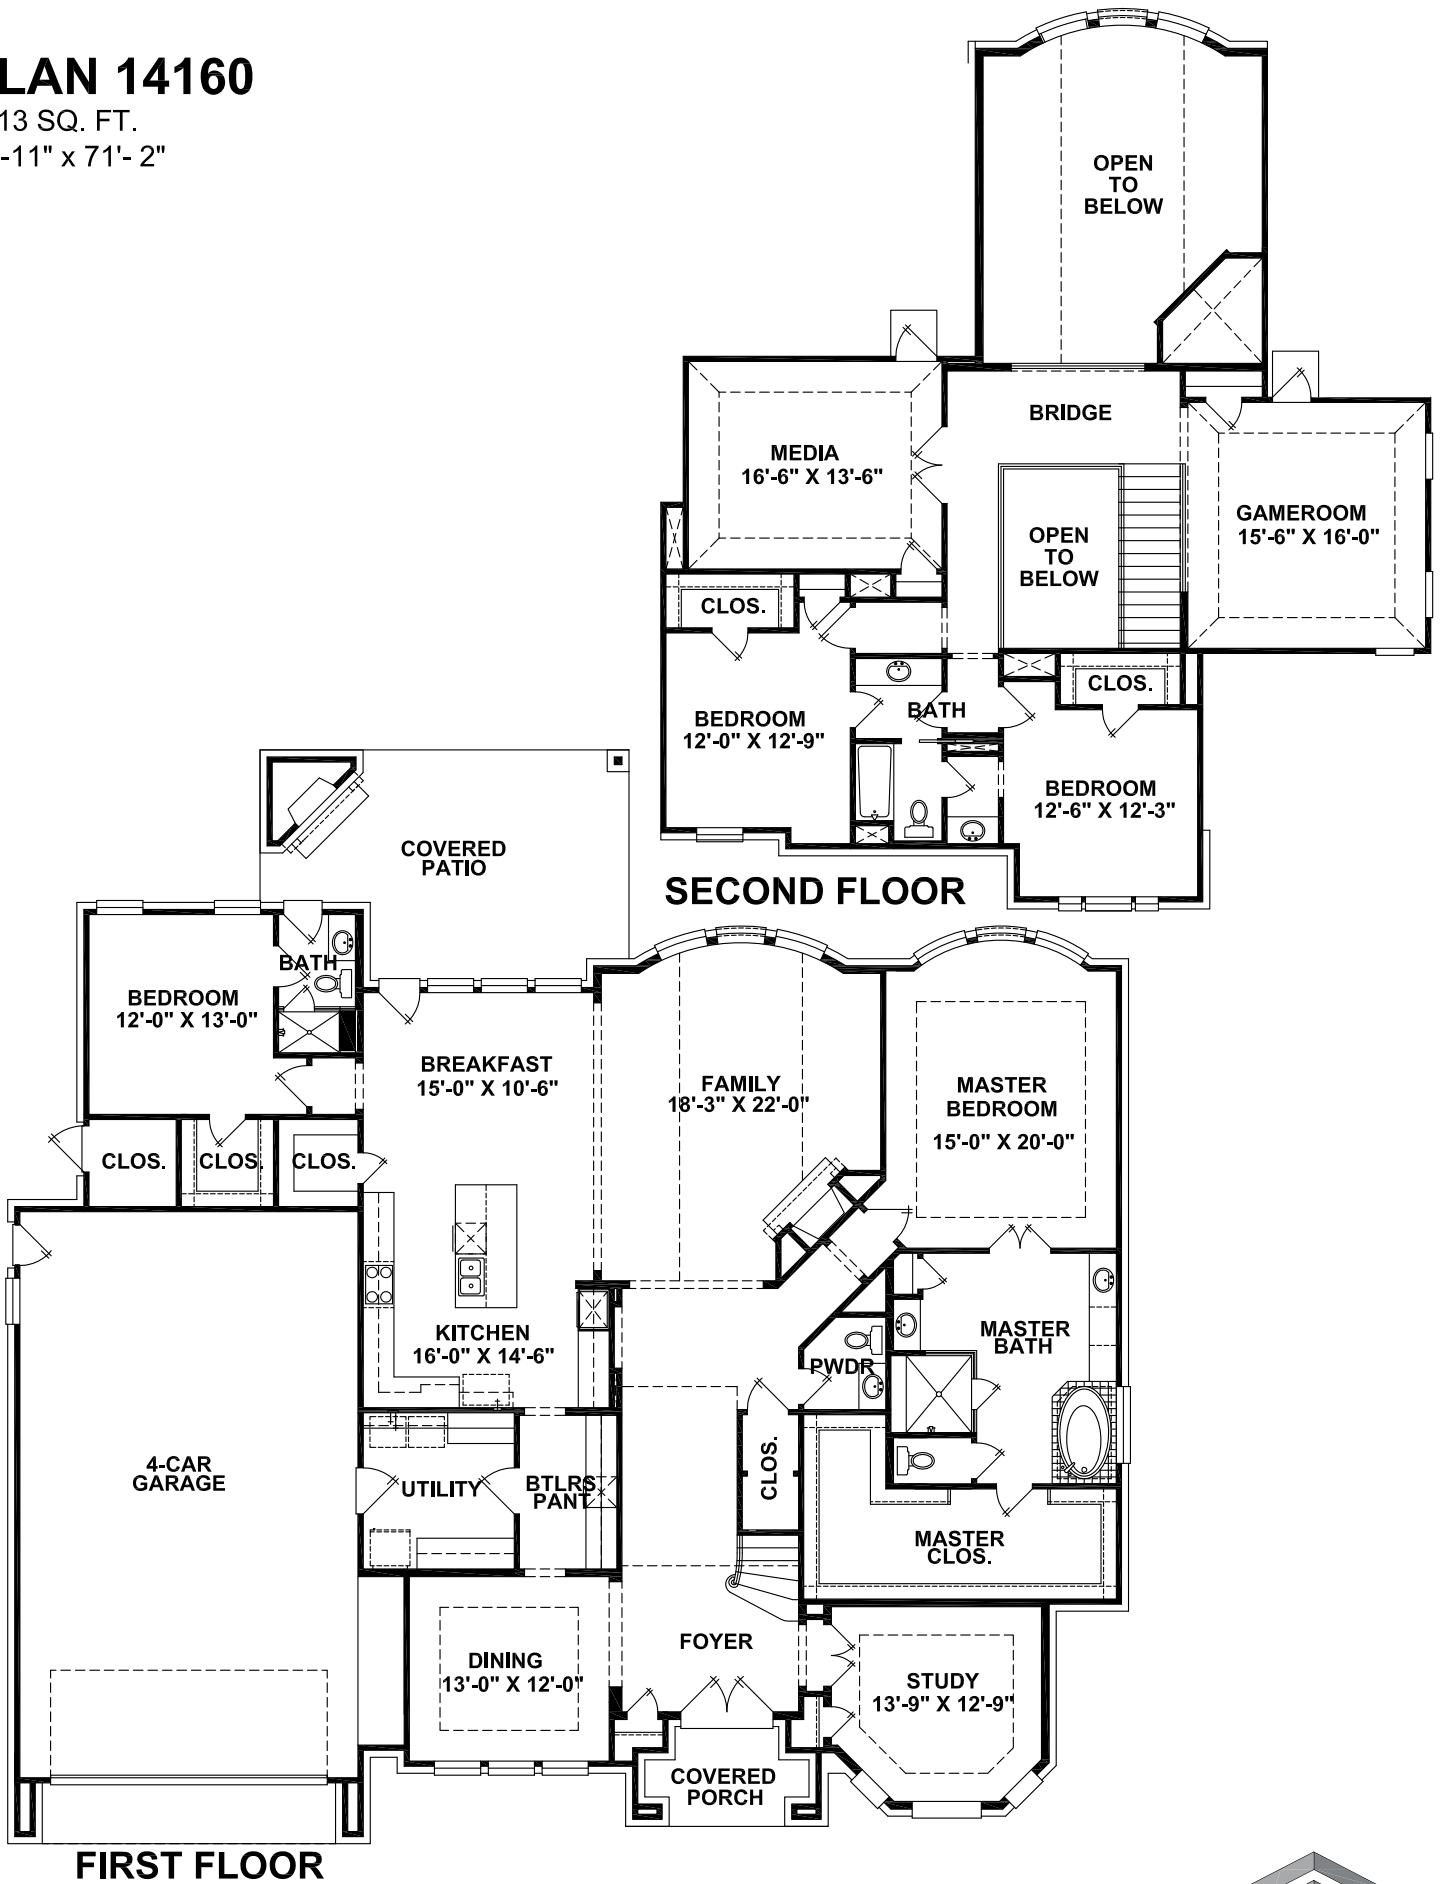 LAN 14160
13 SQ. FT.
-11" x 71'- 2"
OPEN
TO
BELOW
BRIDGE
MEDIA
16'-6" X 13'-6"
GAMEROOM
15'-6" X 16'-0"
OPEN
TO
BELOW
CLOS.
CLOS.
BATH
BEDROOM
12'-0" X 12'-9"
BEDROOM
12'-6" X 12'-3"
SECOND FLOOR
COVERED
PATIO
BATH
BEDROOM
12'-0" X 13'-0"
BREAKFAST
15'-0" X 10'-6"
FAMILY
18'-3" X 22'-0"
MASTER
BEDROOM
15'-0" X 20'-0"
CLOS.
CLOS.
CLOS.
KITCHEN
16'-0" X 14'-6"
MASTER
BATH
PWDR
4-CAR
GARAGE
UTILITY
BTLRS
PANT
CLOS.
MASTER
CLOS.
FOYER
DINING
13'-0" X 12'-0"
STUDY
13'-9" X 12'-9"
COVERED
PORCH
FIRST FLOOR